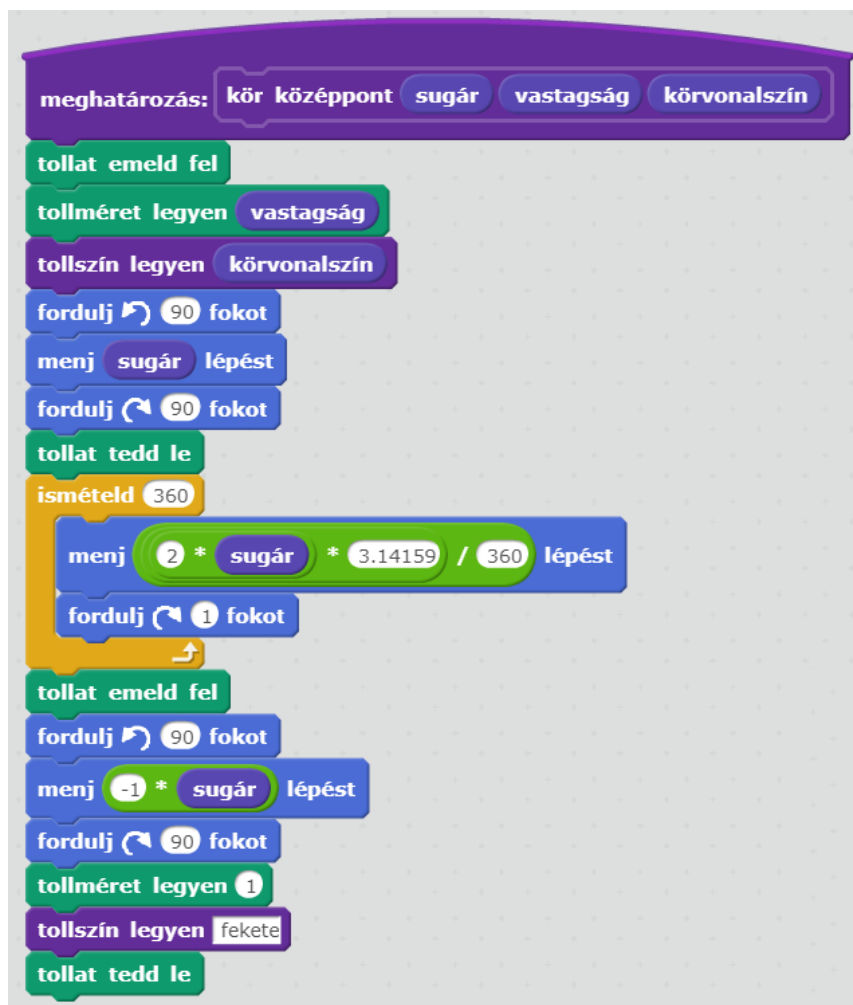 meghatározás: kör középpont sugár vastagság körvonalszín
tollat emeld fel
tollméret legyen vastagság
tollszín legyen körvonalszín
fordulj 90 fokot
menj sugár lépést
fordulj 90 fokot
tollat tedd le
ismételd 360
menj 2 * sugár * 3.14159 / 360 lépést
fordulj 1 fokot
tollat emeld fel
fordulj 90 fokot
menj -1 * sugár lépést
fordulj 90 fokot
tollméret legyen 1
tollszín legyen fekete
tollat tedd le